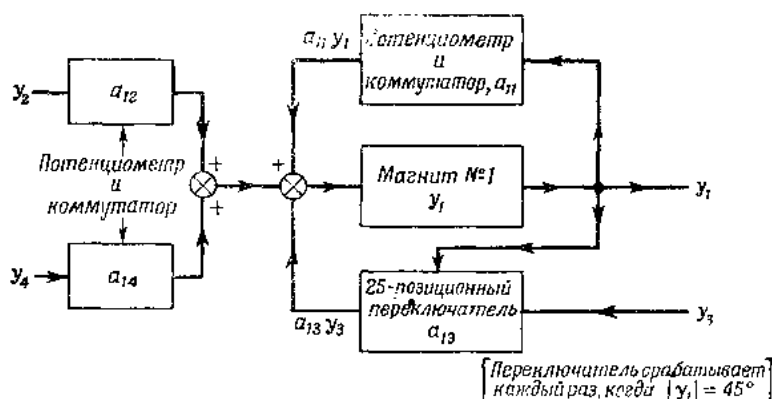 a₁₁ y₁
Потенциометр
и
коммутатор, a₁₁
y₂
a₁₂
+
+
+
Потенциометр
и
коммутатор
Магнит №1
y₁
y₁
y₄
a₁₄
a₁₃ y₃
25-позиционный
переключатель
a₁₃
y₃
[Переключатель срабатывает]
[каждый раз, когда |y₁| = 45°]